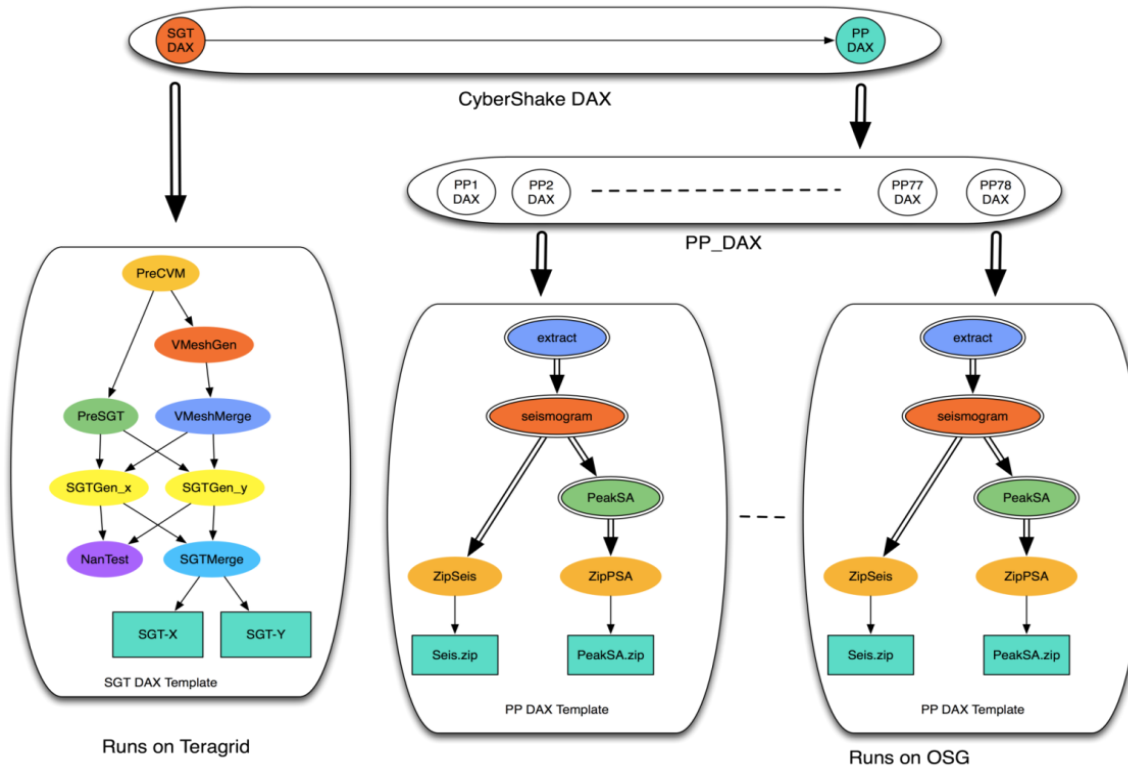 SGT
DAX
PP
DAX
CyberShake DAX
PP1
DAX
PP2
DAX
PP77
DAX
PP78
DAX
PP_DAX
PreCVM
VMeshGen
PreSGT
VMeshMerge
SGTGen_x
SGTGen_y
NanTest
SGTMerge
SGT-X
SGT-Y
SGT DAX Template
Runs on Teragrid
extract
seismogram
PeakSA
ZipSeis
ZipPSA
Seis.zip
PeakSA.zip
PP DAX Template
extract
seismogram
PeakSA
ZipSeis
ZipPSA
Seis.zip
PeakSA.zip
PP DAX Template
Runs on OSG